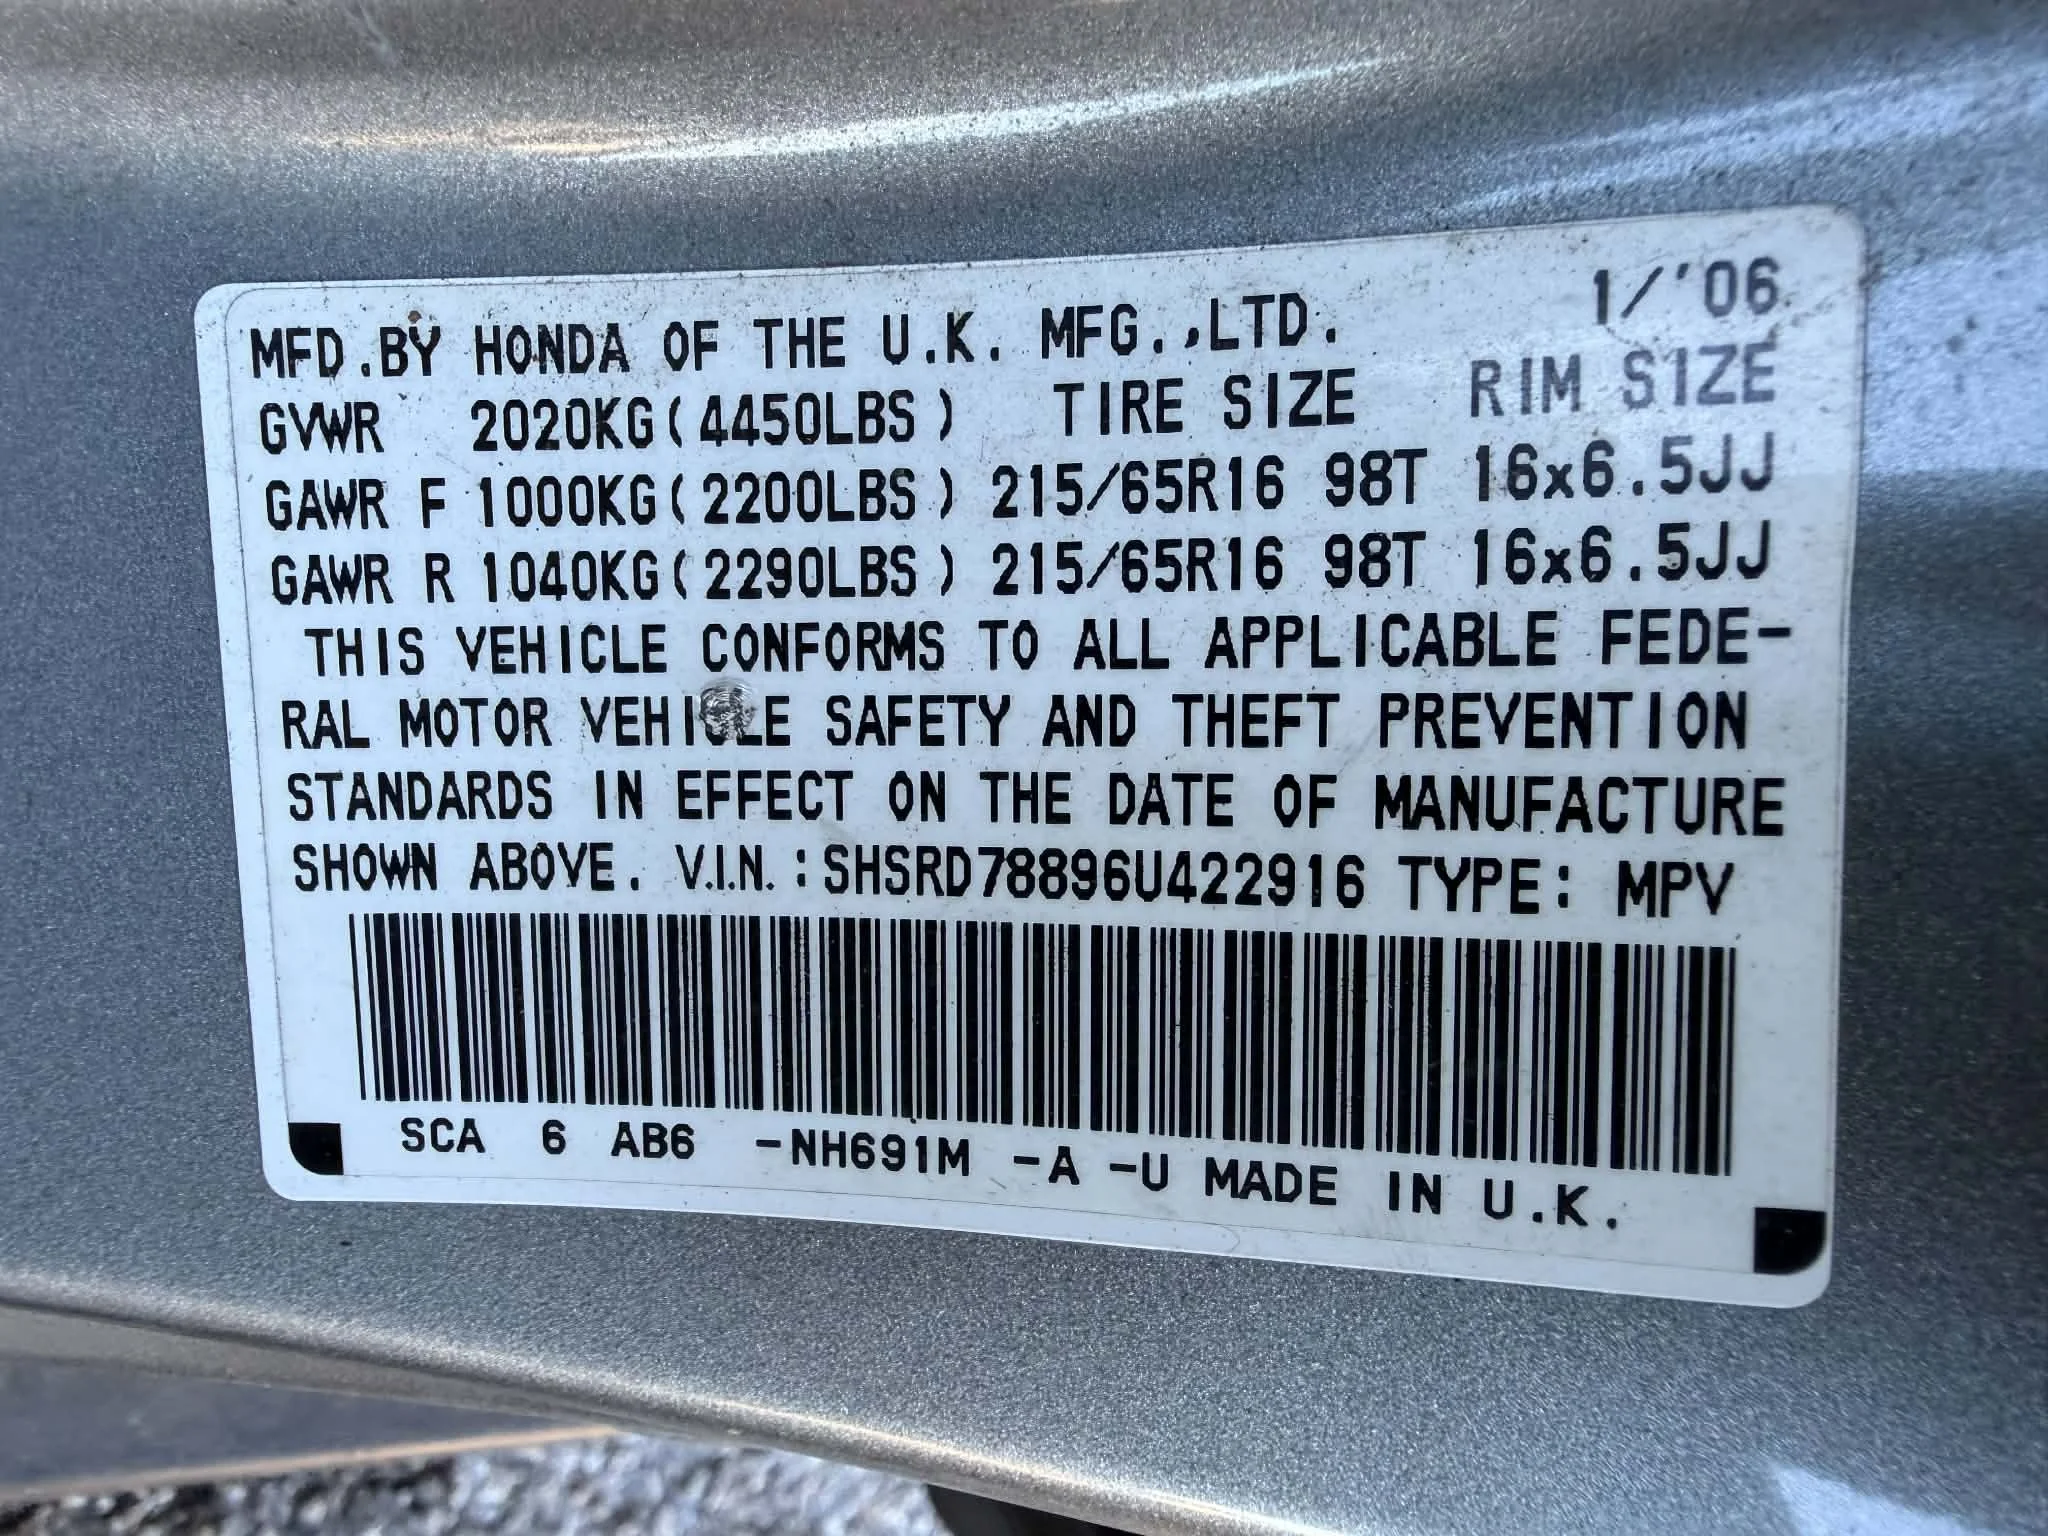 1/'06
MFD.BY HONDA OF THE U.K. MFG.,LTD.
GVWR 2020KG(4450LBS) TIRE SIZE RIM SIZE
GAWR F 1000KG(2200LBS) 215/65R16 98T 16x6.5JJ
GAWR R 1040KG(2290LBS) 215/65R16 98T 16x6.5JJ
THIS VEHICLE CONFORMS TO ALL APPLICABLE FEDE-
RAL MOTOR VEHICLE SAFETY AND THEFT PREVENTION
STANDARDS IN EFFECT ON THE DATE OF MANUFACTURE
SHOWN ABOVE. V.I.N.:SHSRD78896U422916 TYPE: MPV
SCA 6 AB6 -NH691M -A -U MADE IN U.K.